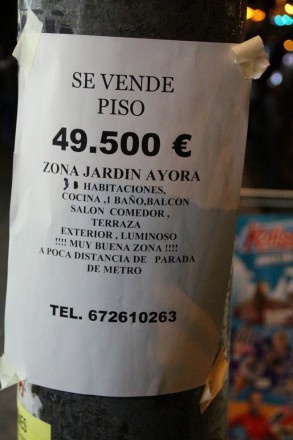 SE VENDE
PISO
49.500 €
ZONA JARDIN AYORA
HABITACIONES,
COCINA ,1 BAÑO,BALCON
SALON COMEDOR ,
TERRAZA
EXTERIOR , LUMINOSO
!!!! MUY BUENA ZONA !!!!
A POCA DISTANCIA DE PARADA
DE METRO
TEL. 672610263